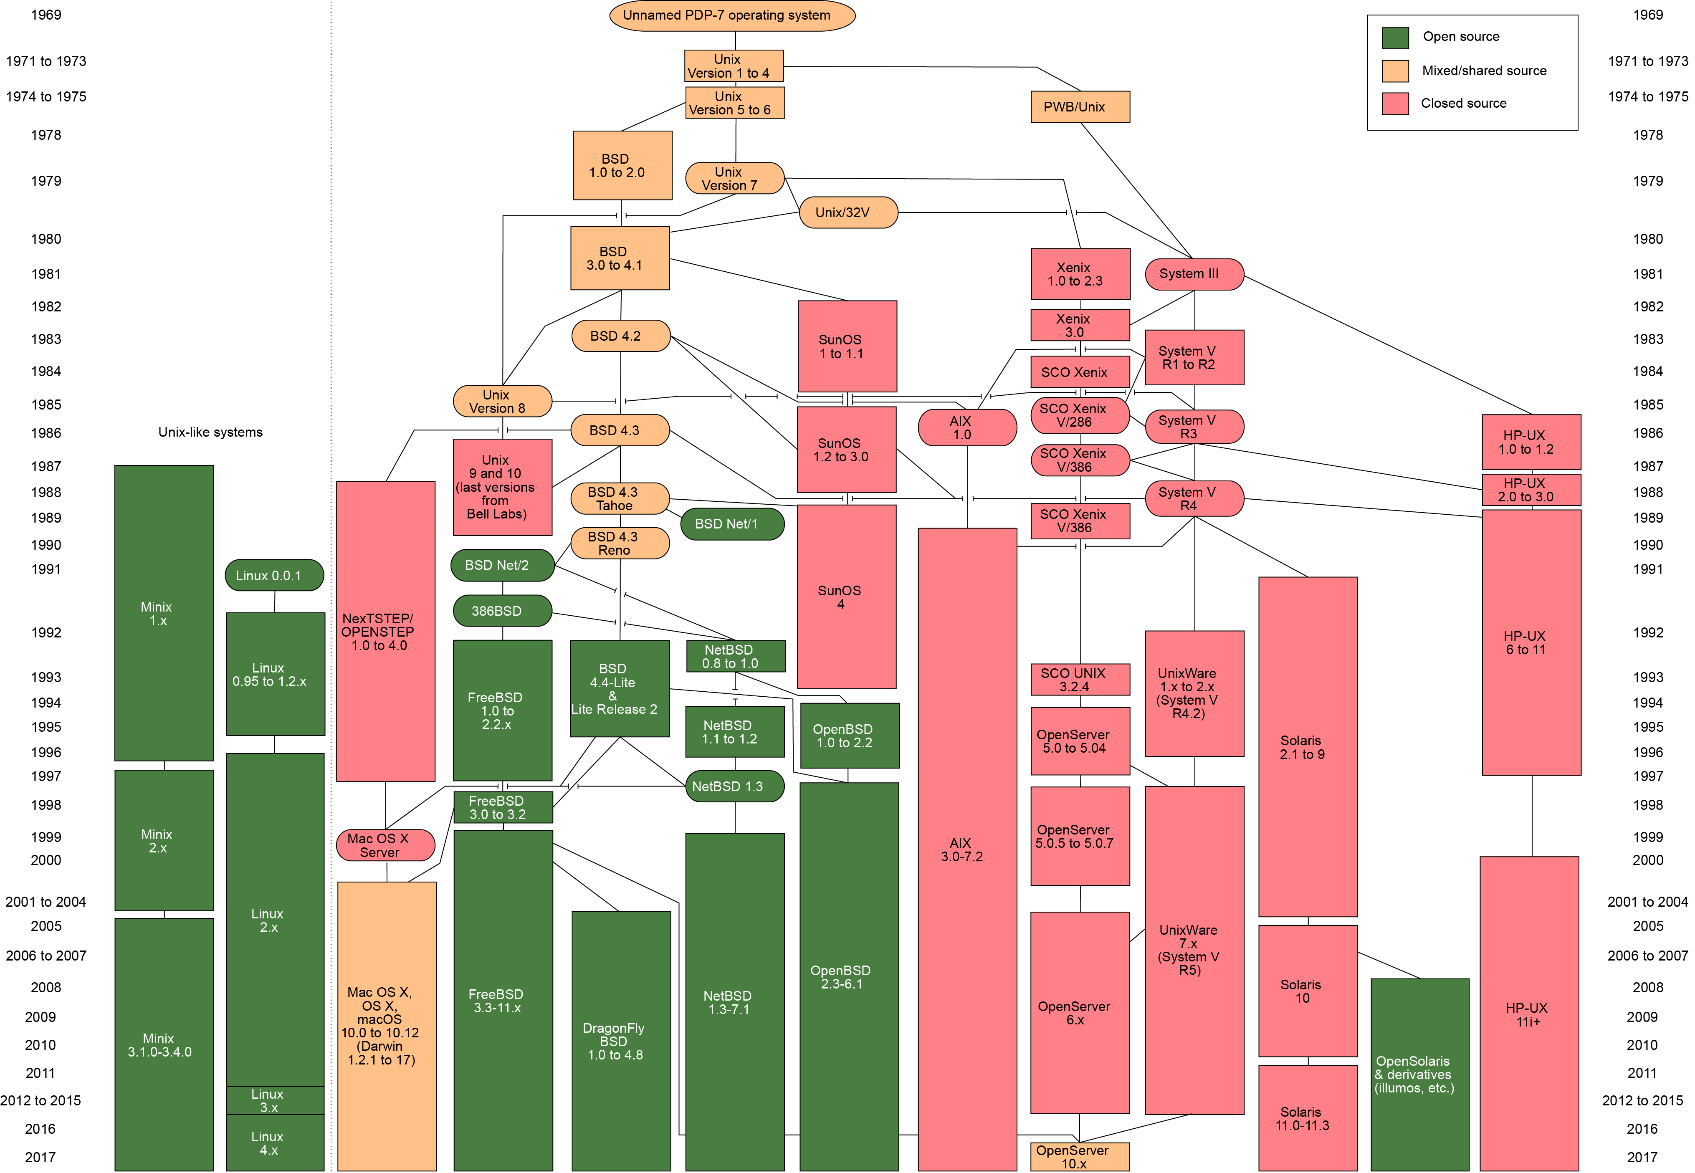 1969
Unnamed PDP-7 operating system
1969
Open source
Mixed/shared source
Closed source
1971 to 1973
Unix
Version 1 to 4
1971 to 1973
1974 to 1975
Unix
Version 5 to 6
PWB/Unix
1974 to 1975
1978
BSD
1.0 to 2.0
1978
1979
Unix
Version 7
1979
Unix/32V
1980
BSD
3.0 to 4.1
1980
1981
Xenix
1.0 to 2.3
System III
1981
1982
1982
Xenix
3.0
1983
BSD 4.2
SunOS
1 to 1.1
System V
R1 to R2
1983
1984
SCO Xenix
1984
1985
Unix
Version 8
SCO Xenix
V/286
1985
Unix-like systems
1986
BSD 4.3
SunOS
1.2 to 3.0
AIX
1.0
System V
R3
HP-UX
1.0 to 1.2
1986
1987
Unix
9 and 10
(last versions
from
Bell Labs)
SCO Xenix
V/386
1987
1988
BSD 4.3
Tahoe
System V
R4
HP-UX
2.0 to 3.0
1988
1989
BSD Net/1
SCO Xenix
V/386
1989
1990
BSD 4.3
Reno
1990
1991
Linux 0.0.1
BSD Net/2
1991
Minix
1.x
NexTSTEP/
OPENSTEP
1.0 to 4.0
386BSD
SunOS
4
1992
HP-UX
6 to 11
1992
Linux
0.95 to 1.2.x
BSD
4.4-Lite
&
Lite Release 2
NetBSD
0.8 to 1.0
1993
SCO UNIX
3.2.4
UnixWare
1.x to 2.x
(System V
R4.2)
1993
1994
FreeBSD
1.0 to
2.2.x
1994
1995
NetBSD
1.1 to 1.2
OpenBSD
1.0 to 2.2
OpenServer
5.0 to 5.04
Solaris
2.1 to 9
1995
1996
1996
1997
NetBSD 1.3
1997
1998
FreeBSD
3.0 to 3.2
1998
1999
Minix
2.x
Mac OS X
Server
AIX
3.0-7.2
OpenServer
5.0.5 to 5.0.7
1999
2000
2000
2001 to 2004
Linux
2.x
2001 to 2004
2005
UnixWare
7.x
(System V
R5)
2005
2006 to 2007
2006 to 2007
2008
Mac OS X,
OS X,
macOS
10.0 to 10.12
(Darwin
1.2.1 to 17)
FreeBSD
3.3-11.x
NetBSD
1.3-7.1
OpenBSD
2.3-6.1
OpenServer
6.x
Solaris
10
HP-UX
11i+
2008
2009
2009
2010
Minix
3.1.0-3.4.0
DragonFly
BSD
1.0 to 4.8
2010
2011
OpenSolaris
& derivatives
(illumos, etc.)
2011
2012 to 2015
Linux
3.x
Solaris
11.0-11.3
2012 to 2015
2016
Linux
4.x
2016
2017
OpenServer
10.x
2017